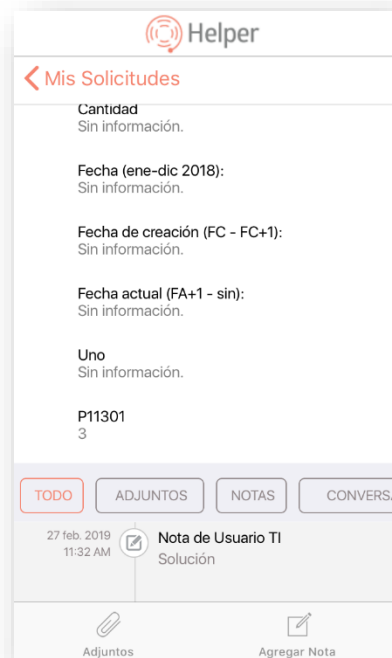 Helper
Mis Solicitudes
Cantidad
Sin información.
Fecha (ene-dic 2018):
Sin información.
Fecha de creación (FC - FC+1):
Sin información.
Fecha actual (FA+1 - sin):
Sin información.
Uno
Sin información.
P11301
3
TODO ADJUNTOS NOTAS CONVERSA
27 feb. 2019 Nota de Usuario TI
11:32 AM Solución
Adjuntos Agregar Nota